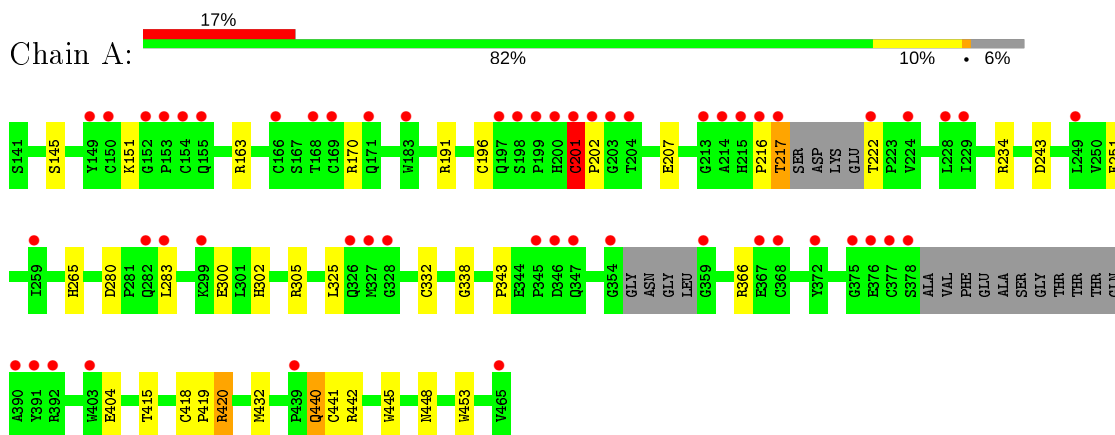 17%
Chain A:
82% 10% • 6%
S141 S145 Y149 C150 K151 G152 P153 C154 Q155 R163 C166 S167 T168 C169 R170 Q171 W183 R191 C196 Q197 S198 P199 H200 C201 P202 G203 T204 E207 G213 A214 H215 P216 T217 SER ASP LYS GLU T222 P223 V224 L228 I229 R234 D243 L249 V250
I259 H265 D280 P281 Q282 L283 K299 E300 L301 H302 R305 L325 Q326 M327 G328 C332 G338 P343 E344 P345 D346 Q347 G354 GLY ASN GLY LEU G359 R366 E367 C368 Y372 G375 E376 C377 S378 ALA VAL PHE GLU ALA SER GLY THR THR THR GLN
A390 Y391 R392 W403 E404 T415 C418 P419 R420 M432 P439 Q440 C441 R442 W445 N448 W453 V465